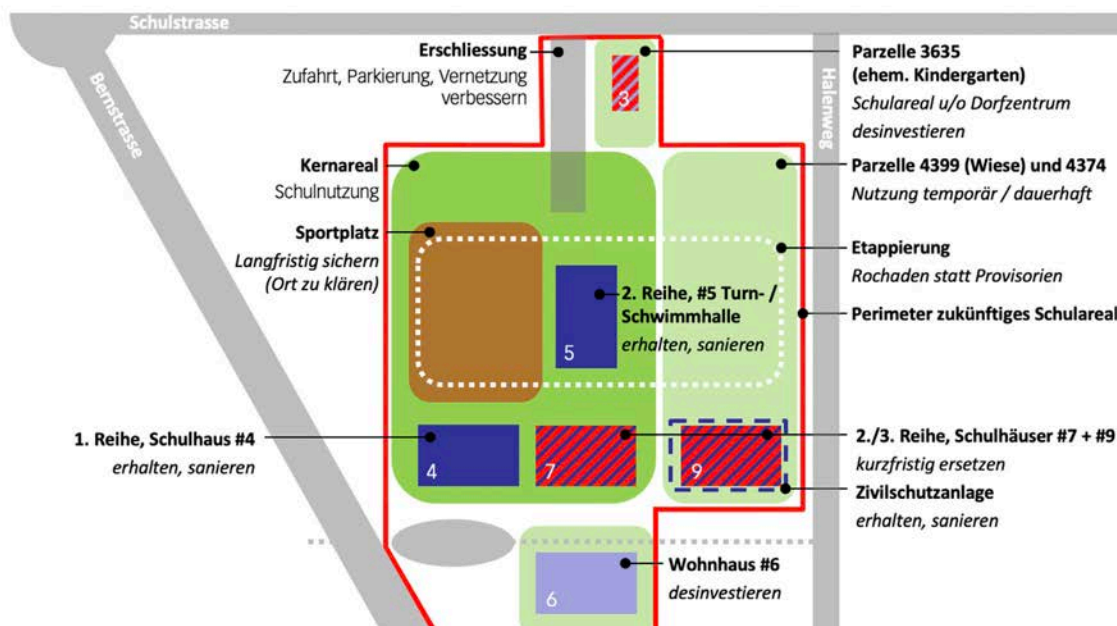 Schulstrasse
Bernstrasse
Halenweg
Erschliessung
Zufahrt, Parkierung, Vernetzung
verbessern
3
Parzelle 3635
(ehem. Kindergarten)
Schulareal u/o Dorfzentrum
desinvestieren
Kernareal
Schulnutzung
Parzelle 4399 (Wiese) und 4374
Nutzung temporär / dauerhaft
Sportplatz
Langfristig sichern
(Ort zu klären)
Etappierung
Rochaden statt Provisorien
2. Reihe, #5 Turn- /
Schwimmhalle
erhalten, sanieren
5
Perimeter zukünftiges Schulareal
1. Reihe, Schulhaus #4
erhalten, sanieren
4
7
9
2./3. Reihe, Schulhäuser #7 + #9
kurzfristig ersetzen
Zivilschutzanlage
erhalten, sanieren
Wohnhaus #6
desinvestieren
6